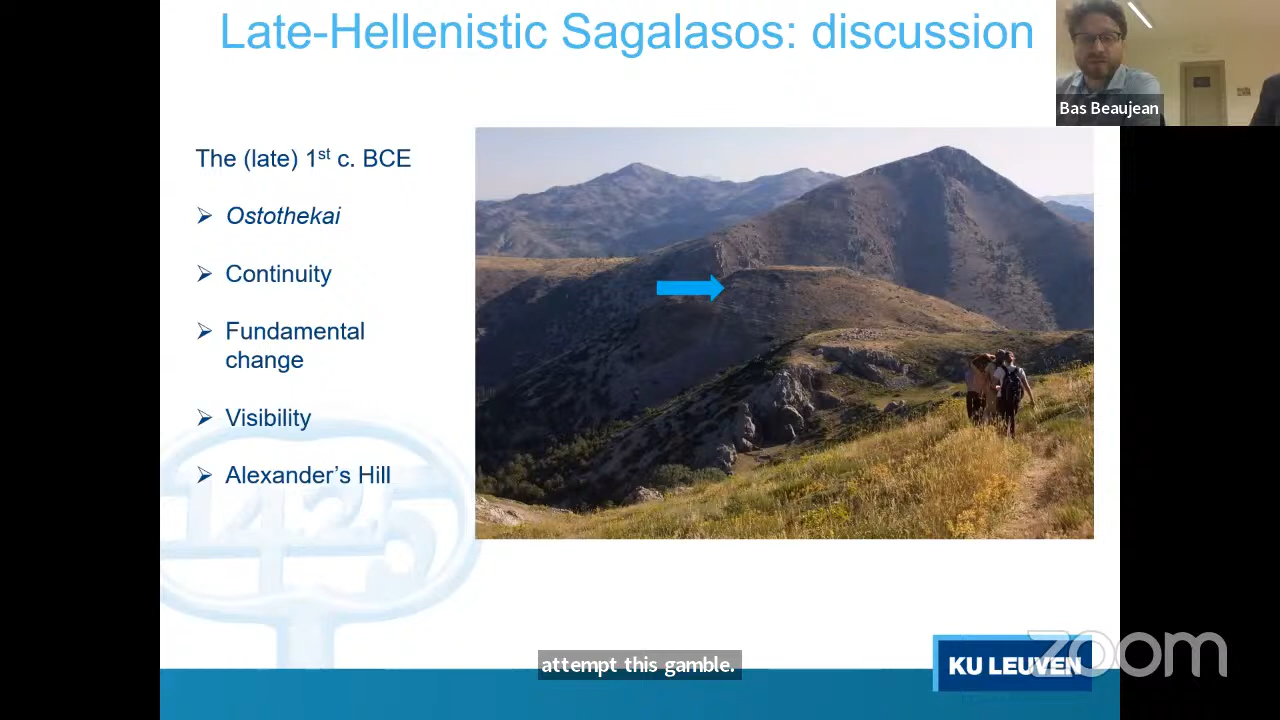 Late-Hellenistic Sagalasos: discussion
Bas Beaujean
The (late) 1st c. BCE
➢ Ostothekai
➢ Continuity
➢ Fundamental
change
➢ Visibility
➢ Alexander's Hill
1425
attempt this gamble.
KU LEUVEN
zoom